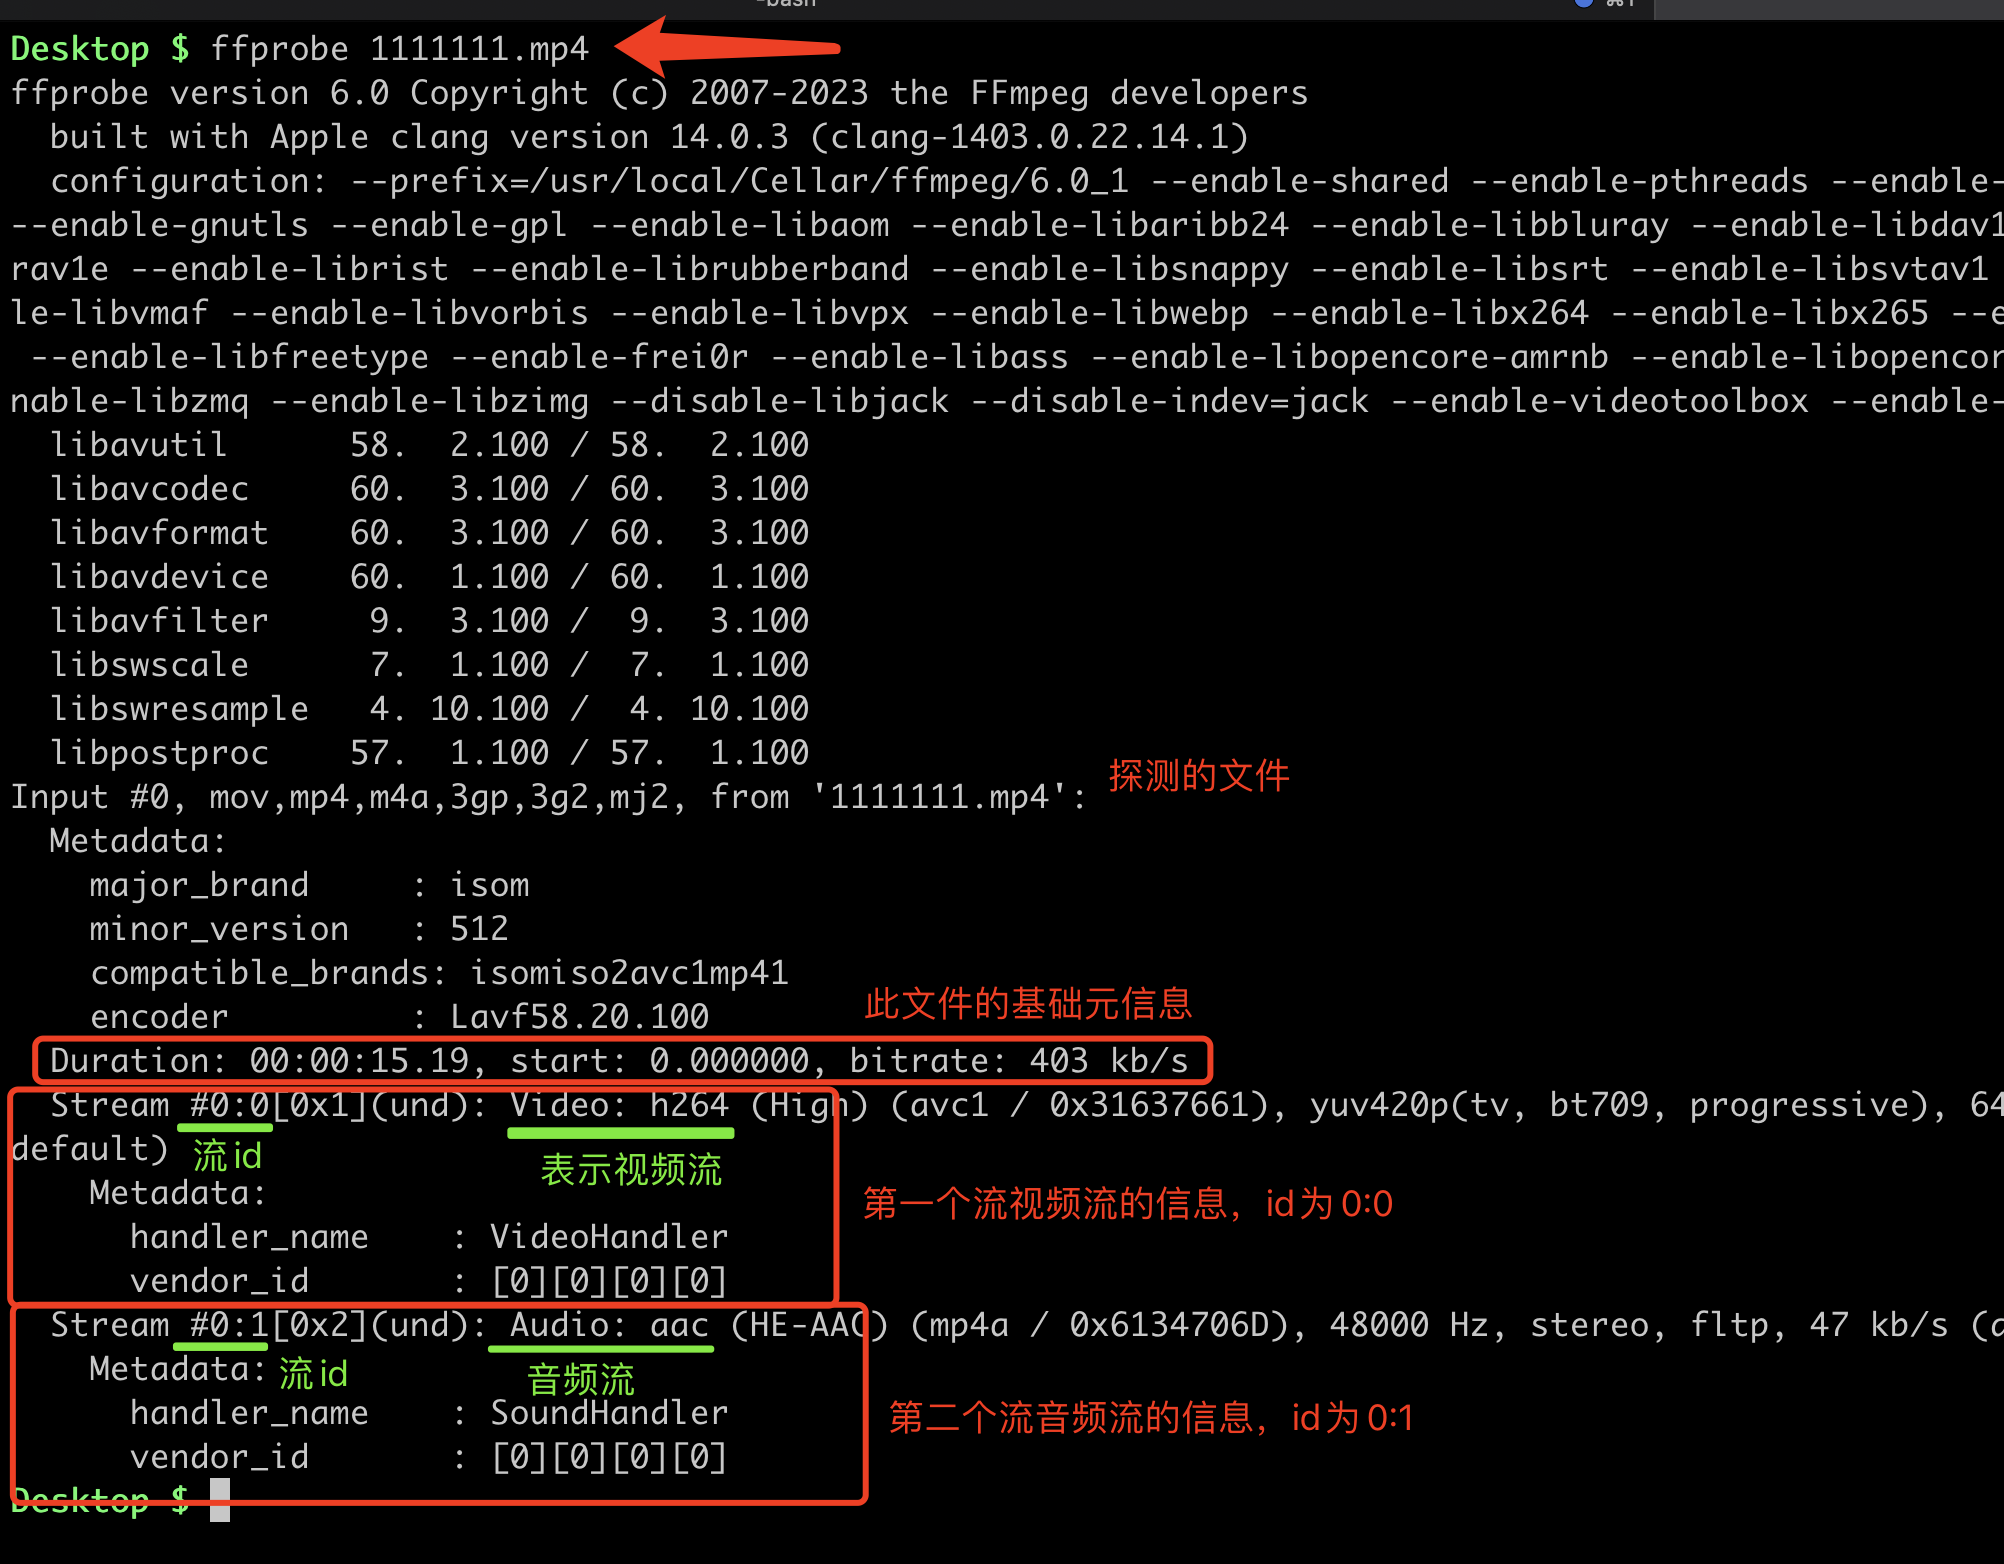 -bash ⌘1
Desktop $ ffprobe 1111111.mp4
ffprobe version 6.0 Copyright (c) 2007-2023 the FFmpeg developers
  built with Apple clang version 14.0.3 (clang-1403.0.22.14.1)
  configuration: --prefix=/usr/local/Cellar/ffmpeg/6.0_1 --enable-shared --enable-pthreads --enable-
--enable-gnutls --enable-gpl --enable-libaom --enable-libaribb24 --enable-libbluray --enable-libdav1
rav1e --enable-librist --enable-librubberband --enable-libsnappy --enable-libsrt --enable-libsvtav1
le-libvmaf --enable-libvorbis --enable-libvpx --enable-libwebp --enable-libx264 --enable-libx265 --e
 --enable-libfreetype --enable-frei0r --enable-libass --enable-libopencore-amrnb --enable-libopencor
nable-libzmq --enable-libzimg --disable-libjack --disable-indev=jack --enable-videotoolbox --enable-
  libavutil      58.  2.100 / 58.  2.100
  libavcodec     60.  3.100 / 60.  3.100
  libavformat    60.  3.100 / 60.  3.100
  libavdevice    60.  1.100 / 60.  1.100
  libavfilter     9.  3.100 /  9.  3.100
  libswscale      7.  1.100 /  7.  1.100
  libswresample   4. 10.100 /  4. 10.100
  libpostproc    57.  1.100 / 57.  1.100
探测的文件
Input #0, mov,mp4,m4a,3gp,3g2,mj2, from '1111111.mp4':
  Metadata:
    major_brand     : isom
    minor_version   : 512
    compatible_brands: isomiso2avc1mp41
此文件的基础元信息
    encoder         : Lavf58.20.100
  Duration: 00:00:15.19, start: 0.000000, bitrate: 403 kb/s
  Stream #0:0[0x1](und): Video: h264 (High) (avc1 / 0x31637661), yuv420p(tv, bt709, progressive), 64
default)
流id
表示视频流
    Metadata:
第一个流视频流的信息，id为0:0
      handler_name    : VideoHandler
      vendor_id       : [0][0][0][0]
  Stream #0:1[0x2](und): Audio: aac (HE-AAC) (mp4a / 0x6134706D), 48000 Hz, stereo, fltp, 47 kb/s (
    Metadata:
流id
音频流
      handler_name    : SoundHandler
第二个流音频流的信息，id为0:1
      vendor_id       : [0][0][0][0]
Desktop $